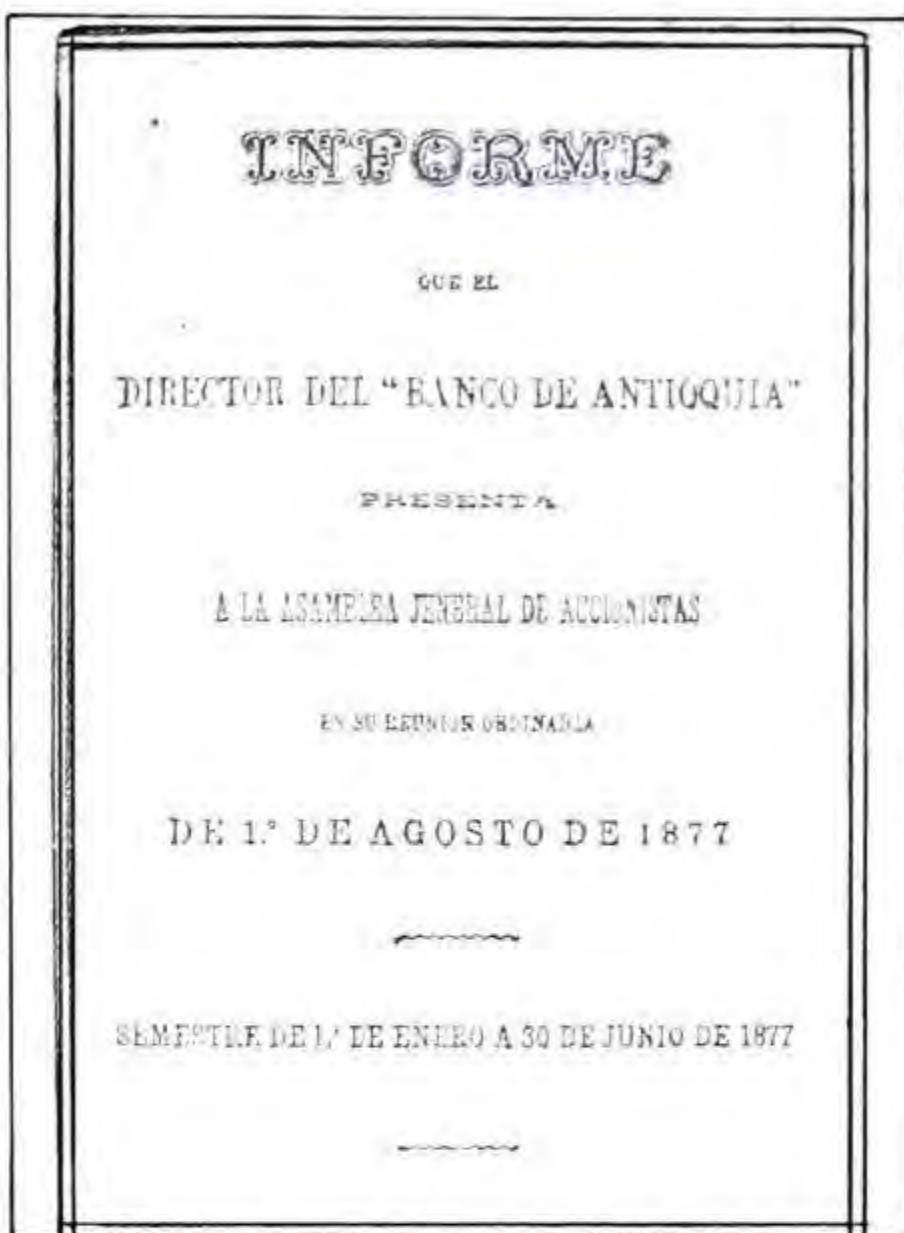 INFORME
QUE EL
DIRECTOR DEL "BANCO DE ANTIOQUIA"
PRESENTA
A LA ASAMBLEA JENERAL DE ACCIONISTAS
EN SU REUNION ORDINARIA
DE 1.º DE AGOSTO DE 1877
SEMESTRE DE 1.º DE ENERO A 30 DE JUNIO DE 1877